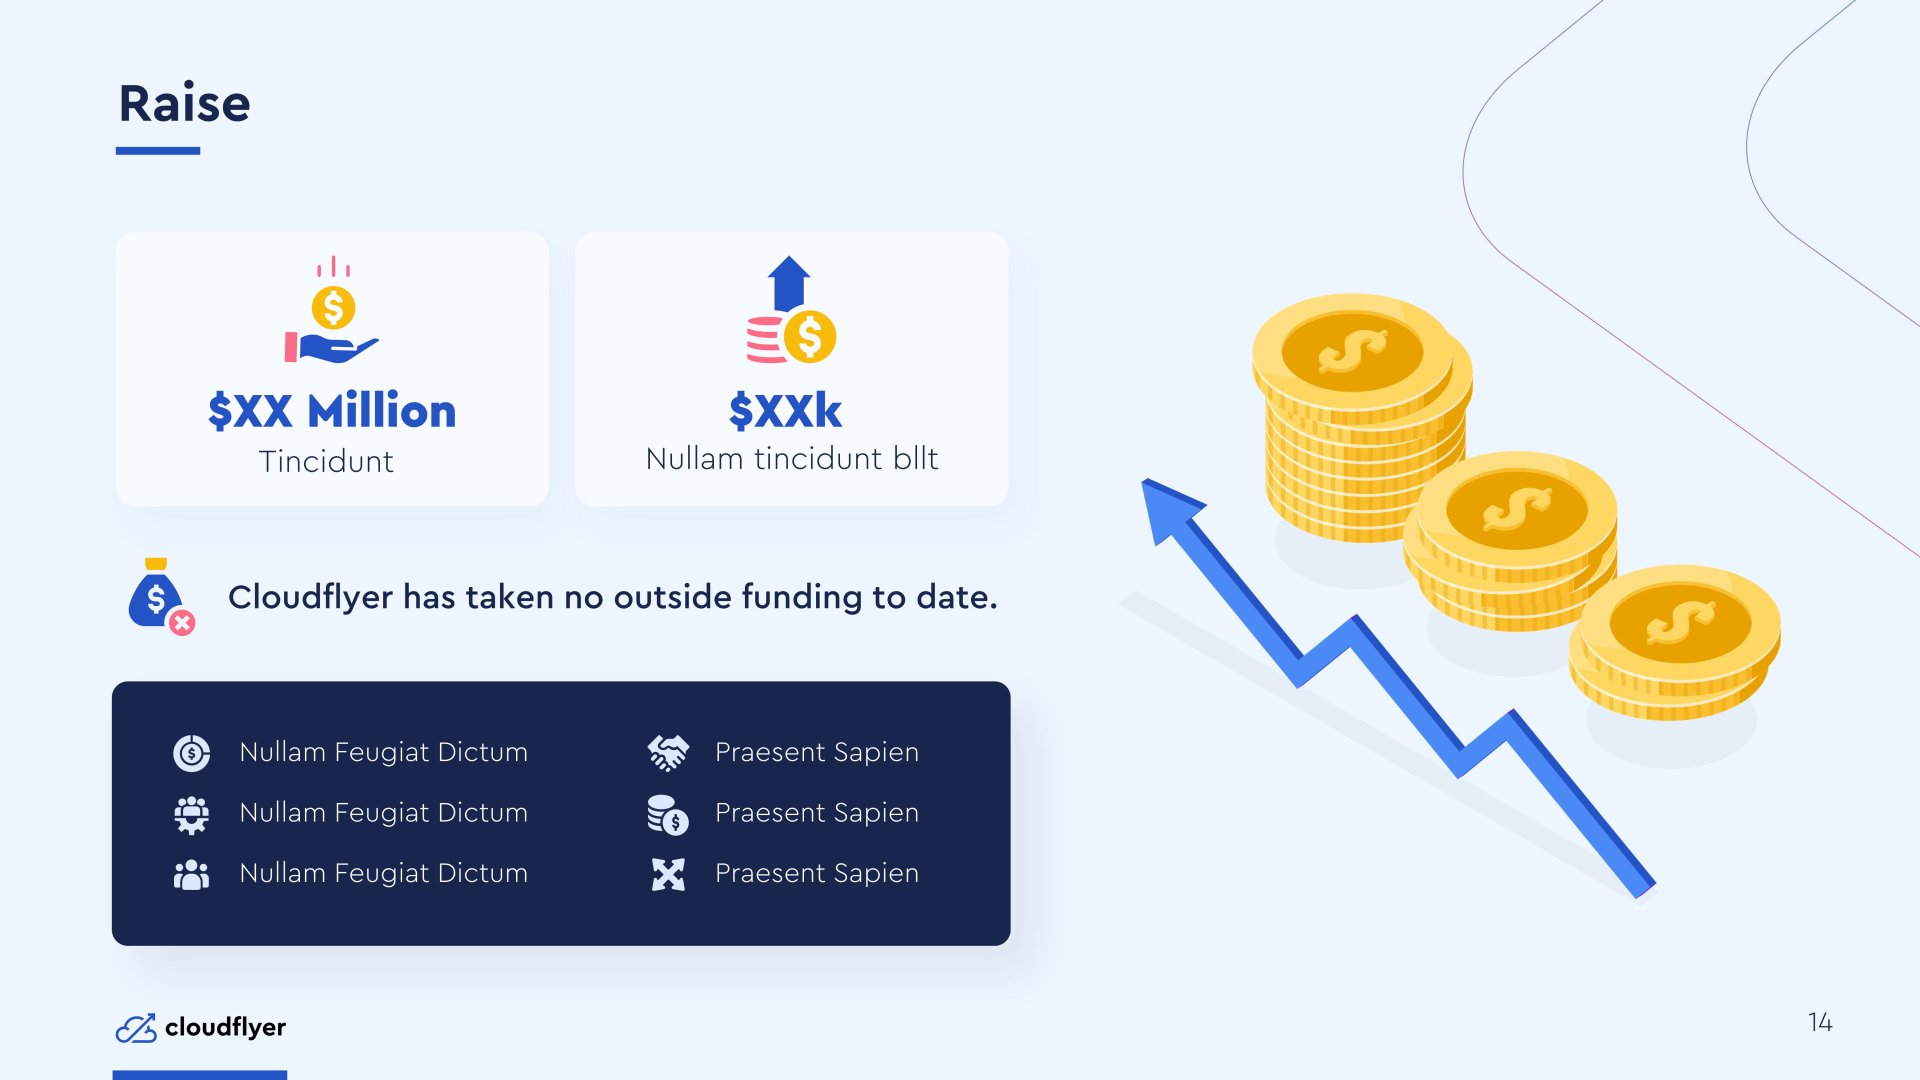 Raise
$XX Million
Tincidunt
$XXk
Nullam tincidunt bllt
Cloudflyer has taken no outside funding to date.
Nullam Feugiat Dictum
Nullam Feugiat Dictum
Nullam Feugiat Dictum
Praesent Sapien
Praesent Sapien
Praesent Sapien
cloudflyer
14